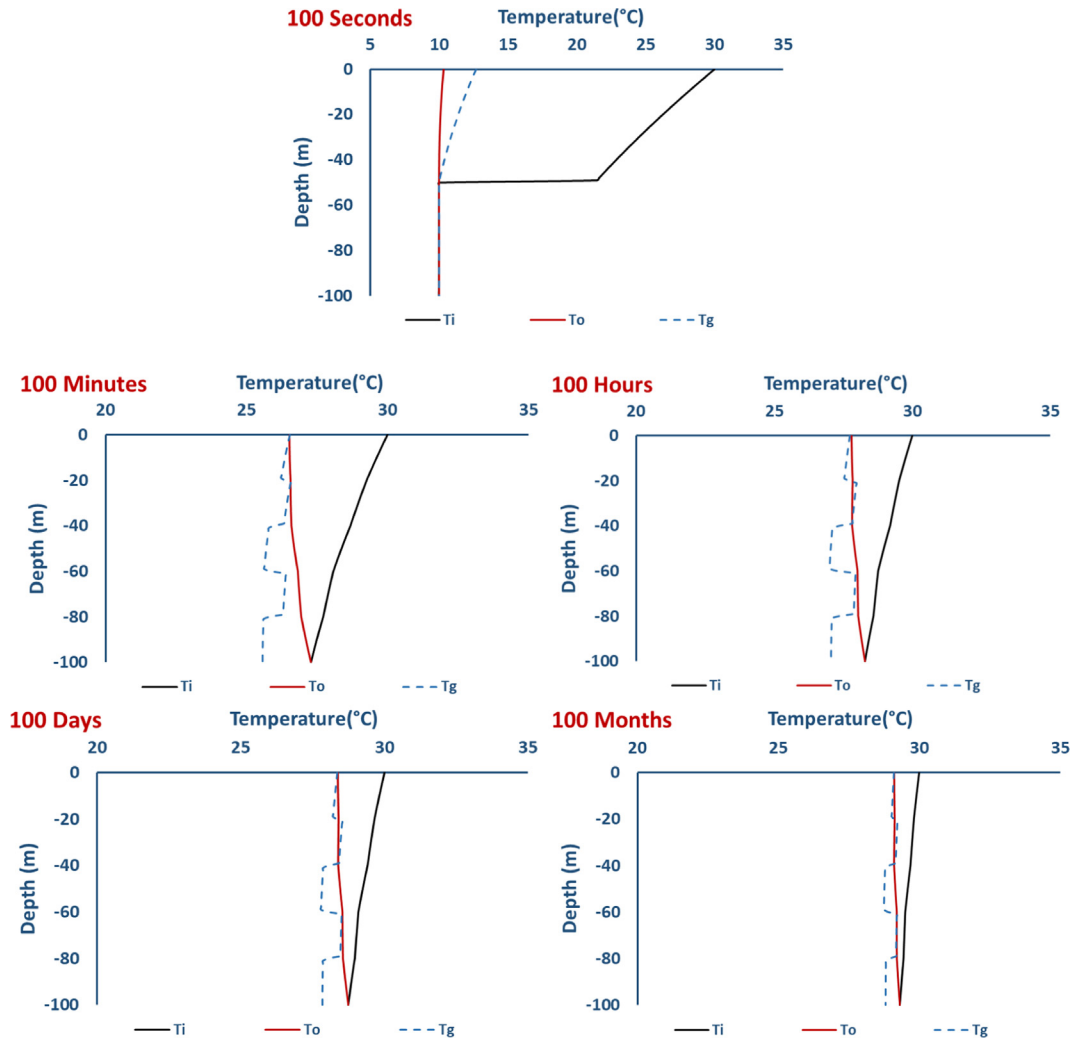 100 Seconds
Temperature(°C)
5 10 15 20 25 30 35
0
-20
-40
-60
-80
-100
Depth (m)
Ti To Tg
100 Minutes
Temperature(°C)
20 25 30 35
0
-20
-40
-60
-80
-100
Depth (m)
Ti To Tg
100 Hours
Temperature(°C)
20 25 30 35
0
-20
-40
-60
-80
-100
Depth (m)
Ti To Tg
100 Days
Temperature(°C)
20 25 30 35
0
-20
-40
-60
-80
-100
Depth (m)
Ti To Tg
100 Months
Temperature(°C)
20 25 30 35
0
-20
-40
-60
-80
-100
Depth (m)
Ti To Tg